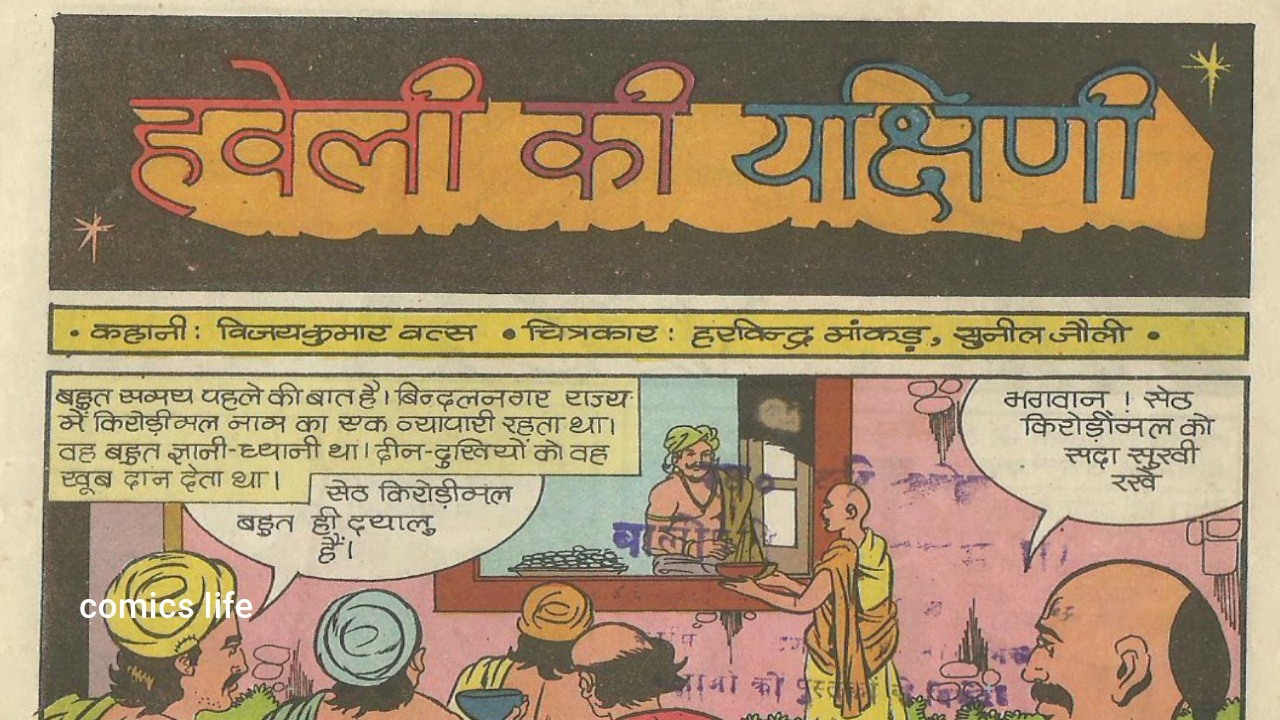 हवेली की यक्षिणी
• कहानी: विजयकुमार वत्स • चित्रकार: हरविन्द्र मांकड़, सुनील जौली •
बहुत समय पहले की बात है। बिन्दलनगर राज्य
में किरोड़ीमल नाम का एक व्यापारी रहता था।
वह बहुत ज्ञानी-ध्यानी था। दीन-दुखियों को वह
खूब दान देता था।
सेठ किरोड़ीमल
बहुत ही दयालु
हैं।
भगवान ! सेठ
किरोड़ीमल को
सदा सुखी
रखें
comics life